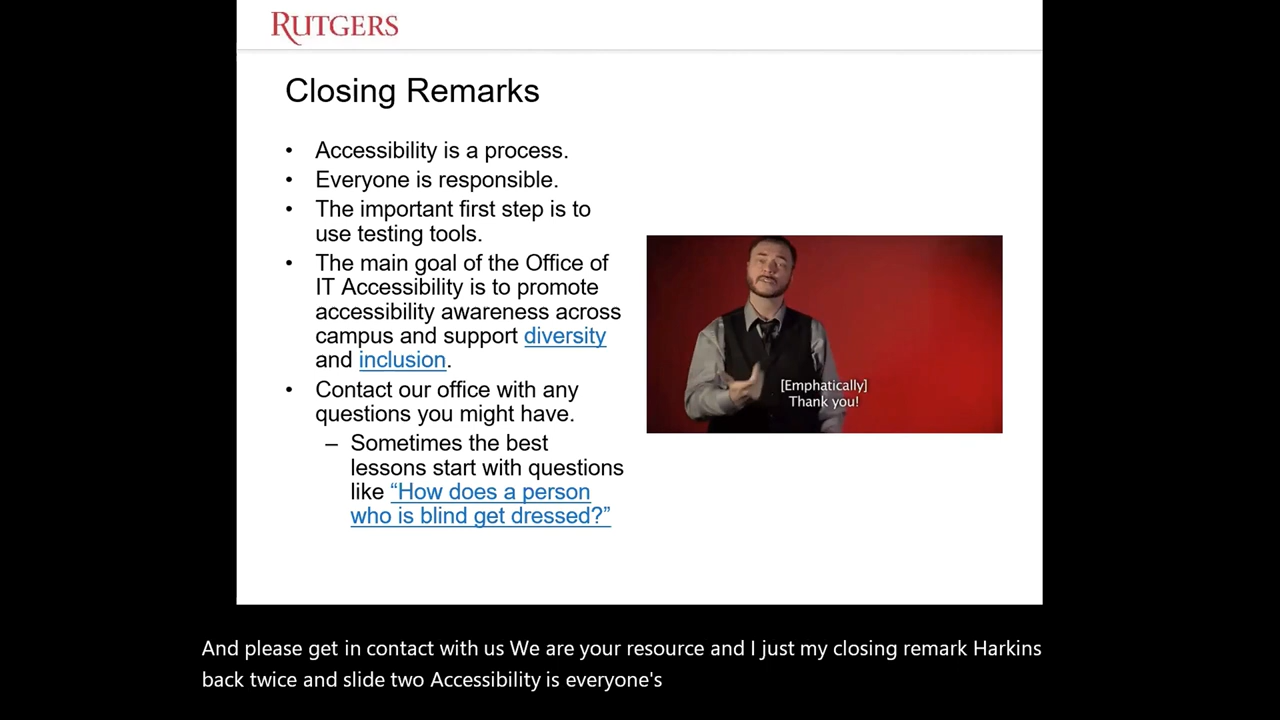 RUTGERS
Closing Remarks
• Accessibility is a process.
• Everyone is responsible.
• The important first step is to
use testing tools.
• The main goal of the Office of
IT Accessibility is to promote
accessibility awareness across
campus and support diversity
and inclusion.
• Contact our office with any
questions you might have.
– Sometimes the best
lessons start with questions
like “How does a person
who is blind get dressed?”
[Emphatically]
Thank you!
And please get in contact with us We are your resource and I just my closing remark Harkins
back twice and slide two Accessibility is everyone's